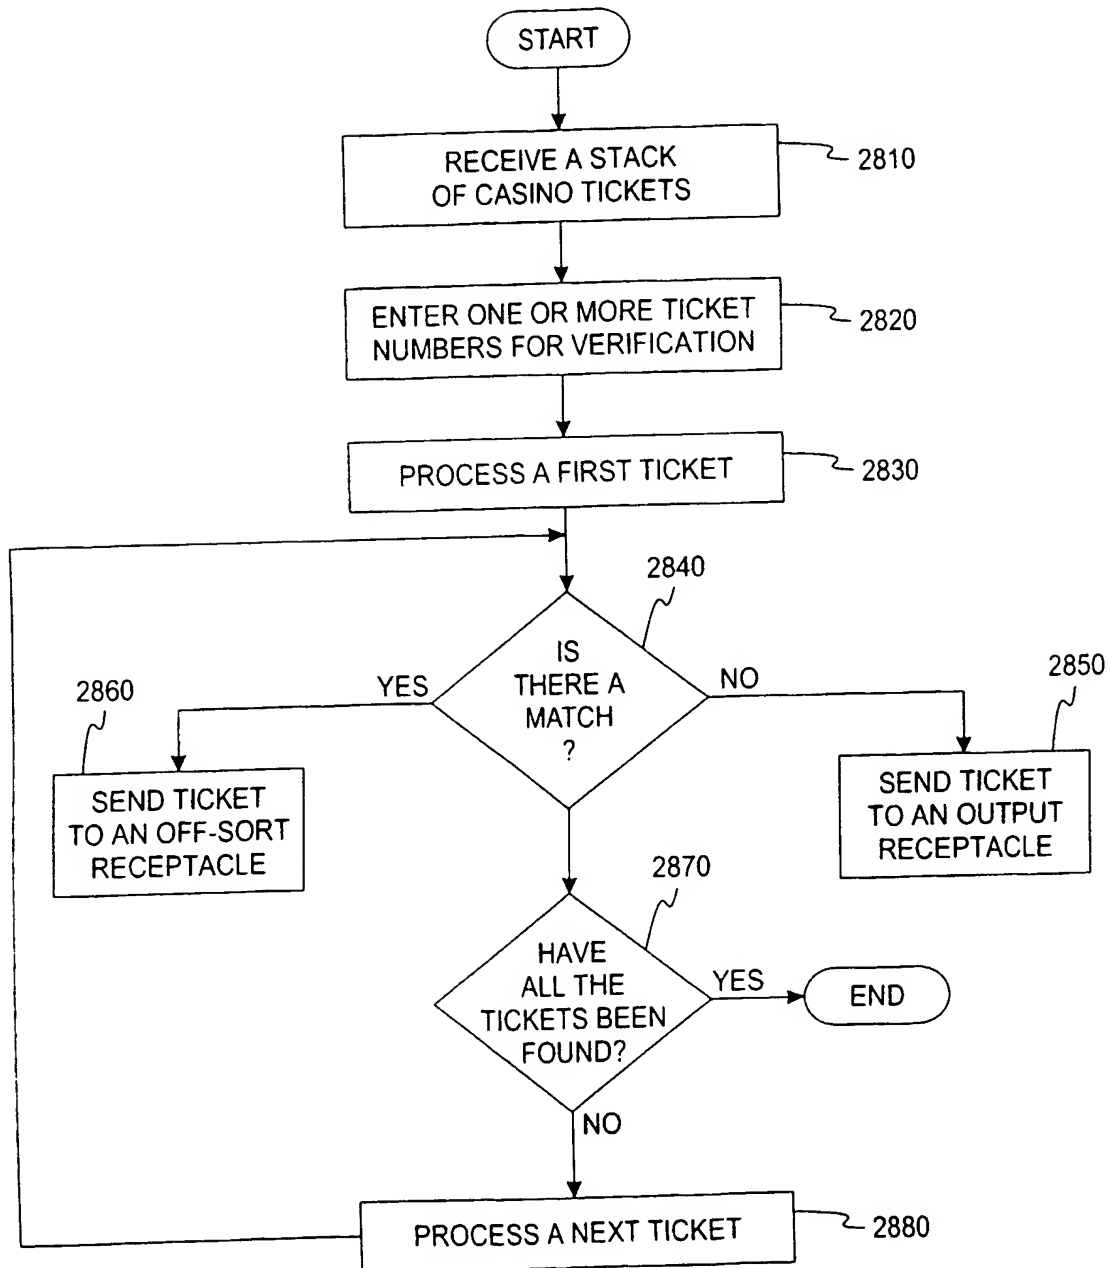 START
RECEIVE A STACK
OF CASINO TICKETS
2810
ENTER ONE OR MORE TICKET
NUMBERS FOR VERIFICATION
2820
PROCESS A FIRST TICKET
2830
2840
IS
THERE A
MATCH
?
YES
NO
2860
SEND TICKET
TO AN OFF-SORT
RECEPTACLE
2850
SEND TICKET
TO AN OUTPUT
RECEPTACLE
2870
HAVE
ALL THE
TICKETS BEEN
FOUND?
YES
END
NO
PROCESS A NEXT TICKET
2880